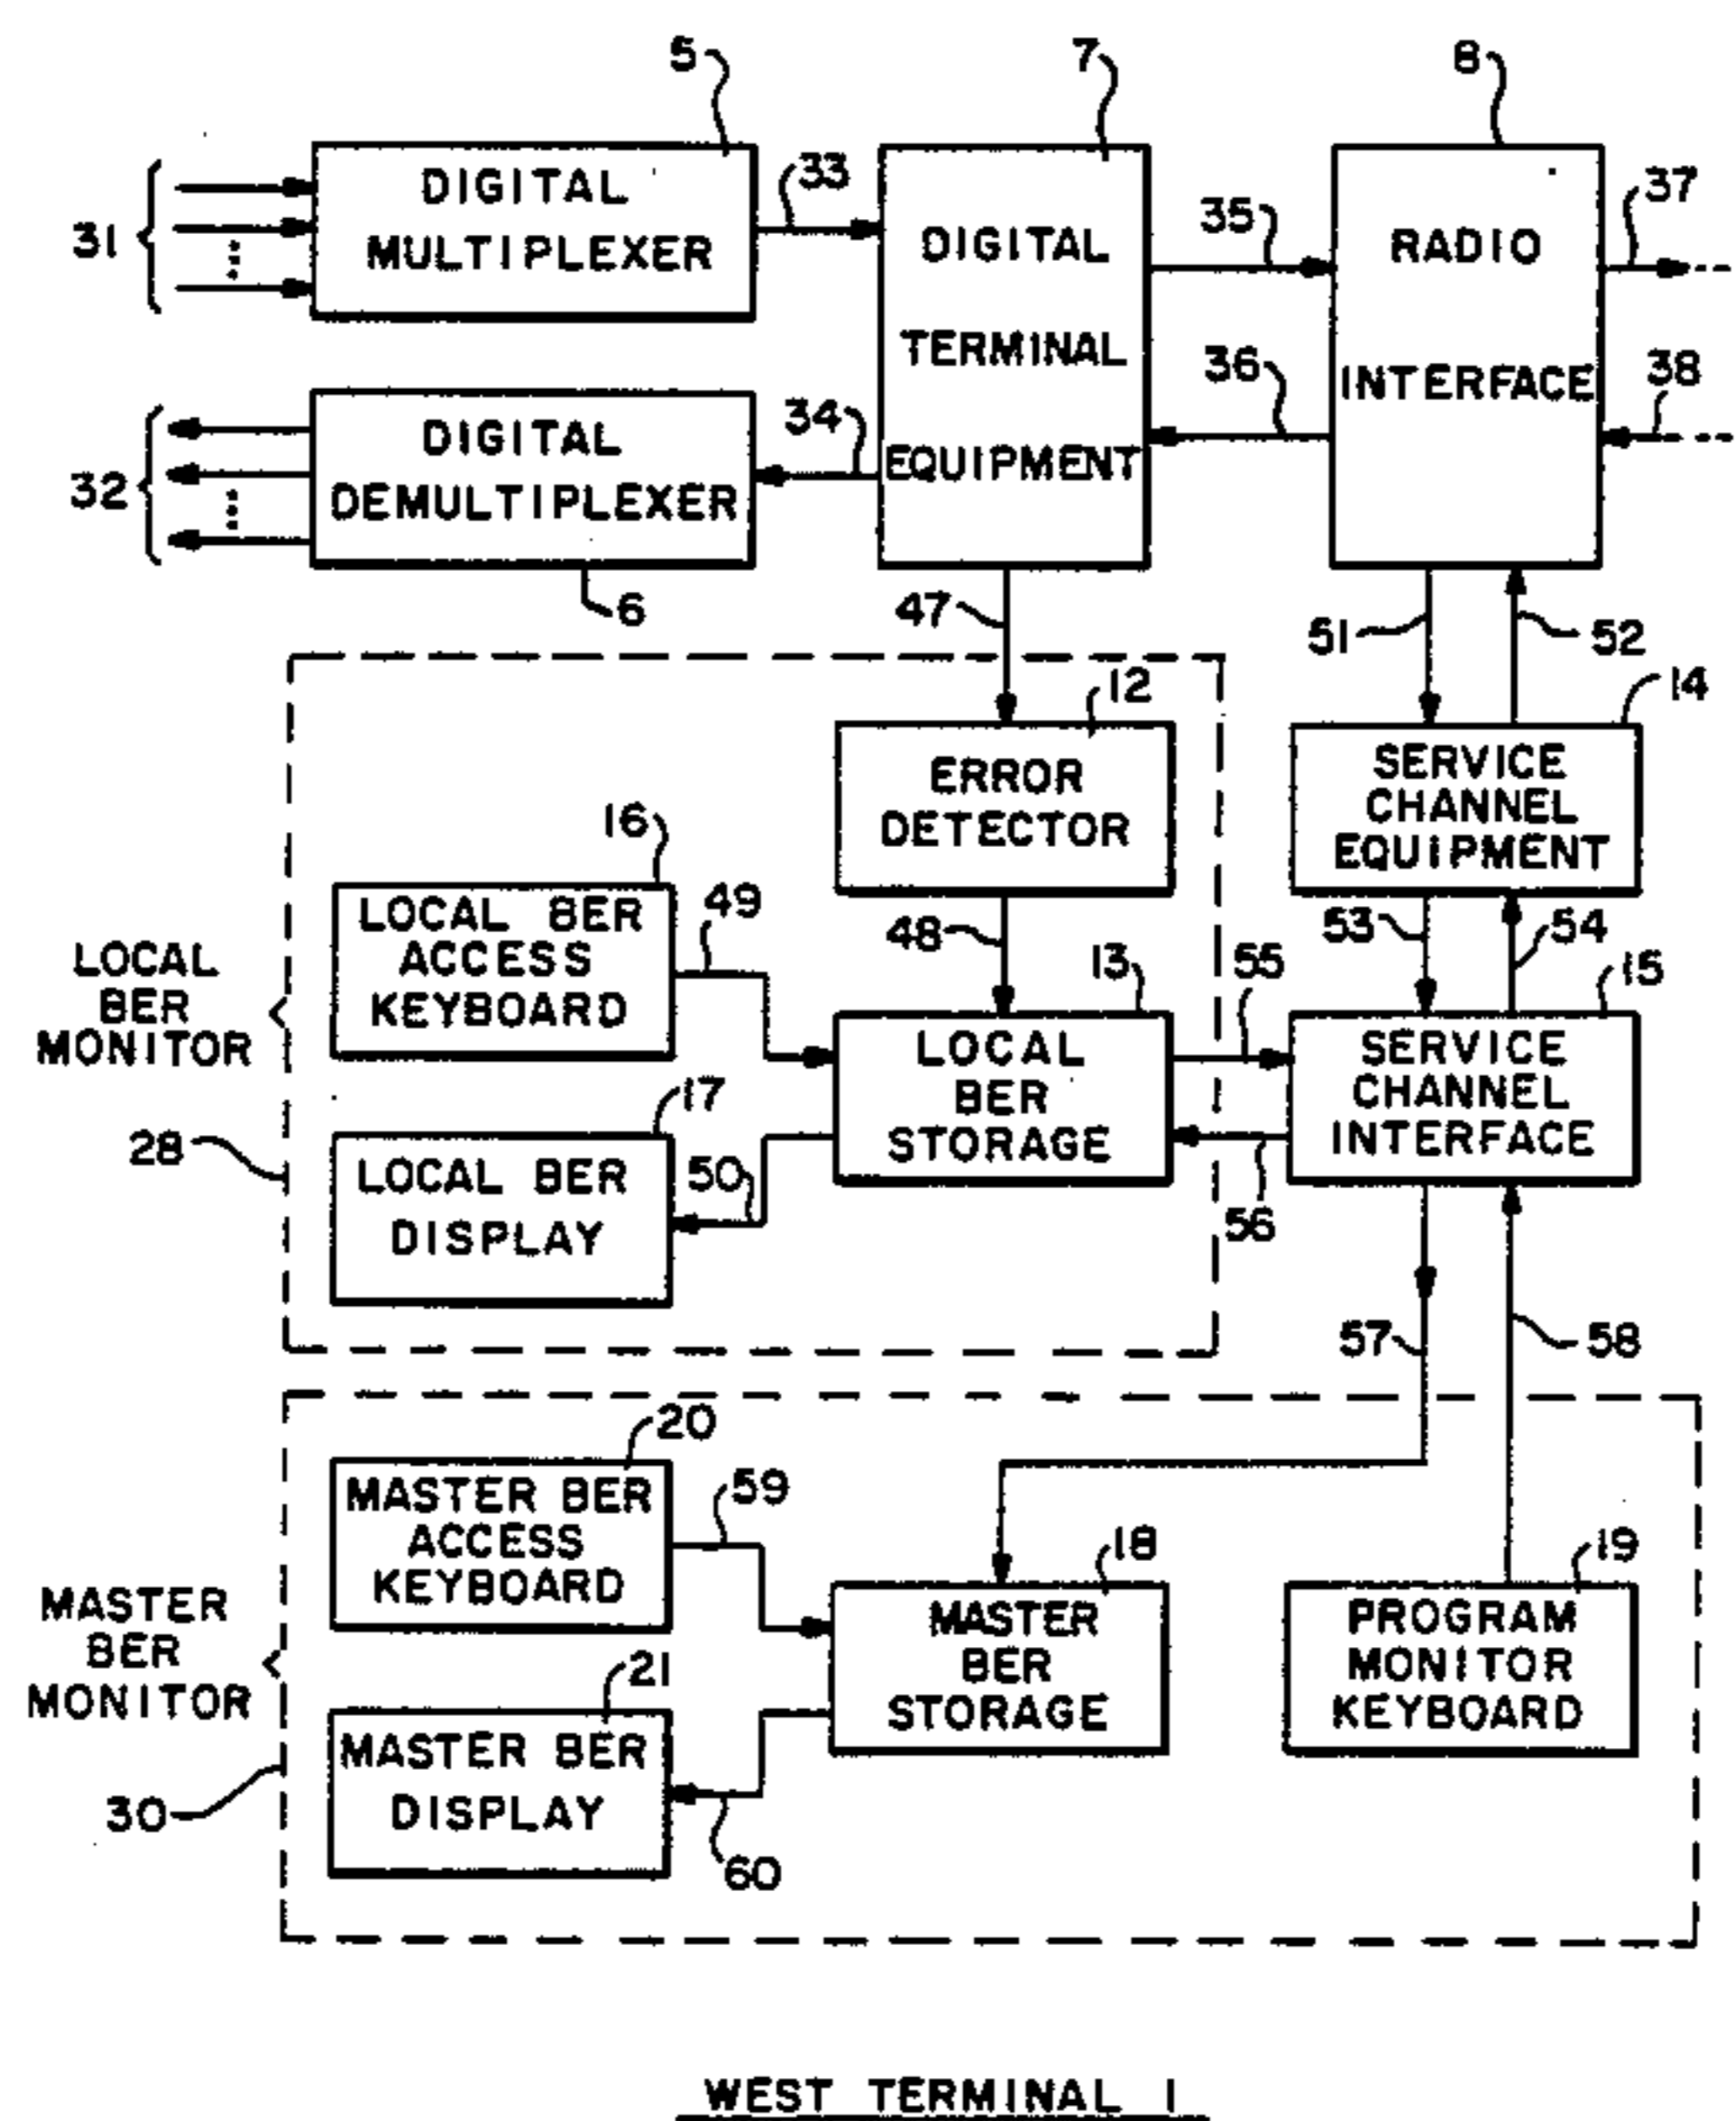 5
7
8
DIGITAL
MULTIPLEXER
33
DIGITAL
TERMINAL
EQUIPMENT
35
RADIO
INTERFACE
37
31
36
38
DIGITAL
DEMULTIPLEXER
34
32
6
47
51
52
12
14
ERROR
DETECTOR
SERVICE
CHANNEL
EQUIPMENT
16
LOCAL BER
ACCESS
KEYBOARD
49
48
53
54
LOCAL
BER
MONITOR
13
55
15
LOCAL
BER
STORAGE
SERVICE
CHANNEL
INTERFACE
17
28
LOCAL BER
DISPLAY
50
56
57
58
20
MASTER BER
ACCESS
KEYBOARD
59
18
19
MASTER
BER
MONITOR
MASTER
BER
STORAGE
PROGRAM
MONITOR
KEYBOARD
21
MASTER BER
DISPLAY
30
60
WEST TERMINAL 1